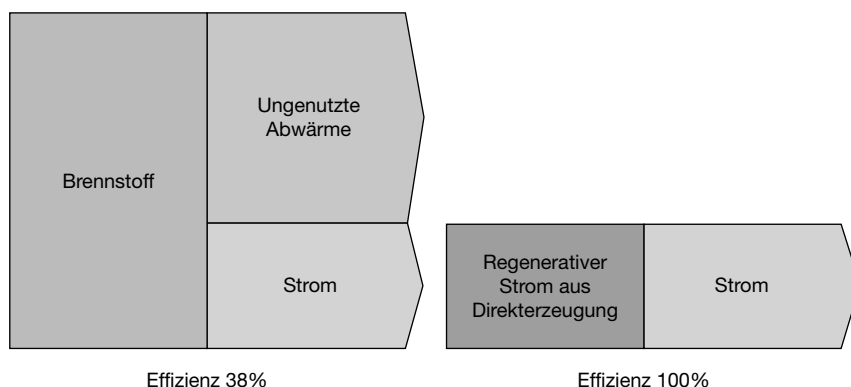 Brennstoff
Ungenutzte
Abwärme
Strom
Effizienz 38%
Regenerativer
Strom aus
Direkterzeugung
Strom
Effizienz 100%